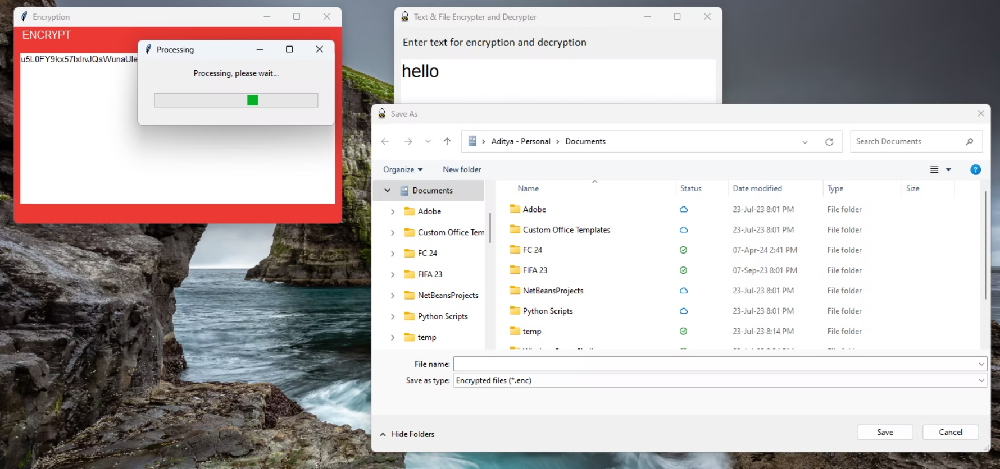 Encryption
ENCRYPT
u5L0FY9kx57lxlrvJQsWunaUle
Processing
Processing, please wait...
Text & File Encrypter and Decrypter
Enter text for encryption and decryption
hello
Save As
Aditya - Personal > Documents
Search Documents
Organize
New folder
Documents
Adobe
Custom Office Tem
FC 24
FIFA 23
NetBeansProjects
Python Scripts
temp
Name Status Date modified Type Size
Adobe 23-Jul-23 8:01 PM File folder
Custom Office Templates 23-Jul-23 8:01 PM File folder
FC 24 07-Apr-24 2:41 PM File folder
FIFA 23 07-Sep-23 8:01 PM File folder
NetBeansProjects 23-Jul-23 8:01 PM File folder
Python Scripts 23-Jul-23 8:01 PM File folder
temp 23-Jul-23 8:14 PM File folder
File name:
Save as type: Encrypted files (*.enc)
Hide Folders
Save
Cancel